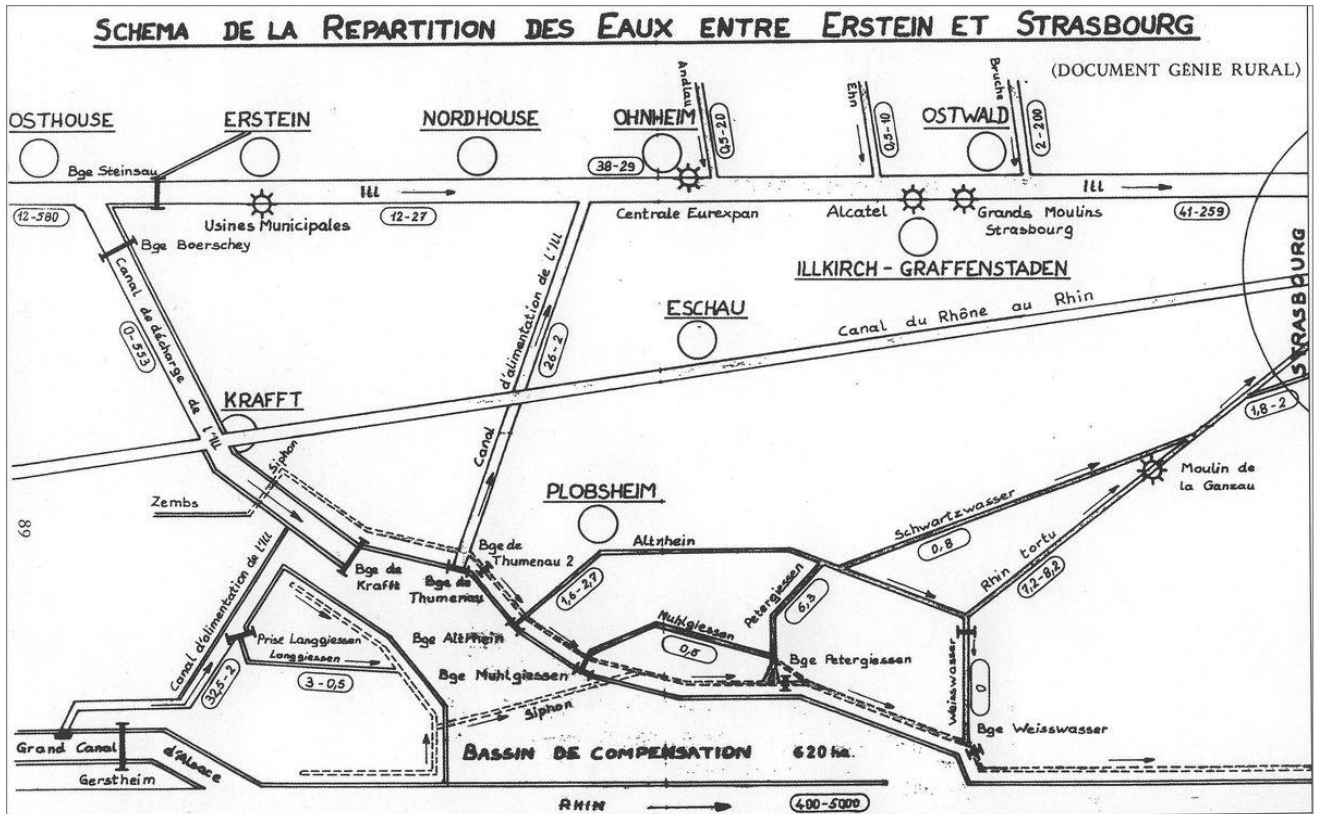 SCHEMA DE LA REPARTITION DES EAUX ENTRE ERSTEIN ET STRASBOURG
(DOCUMENT GÉNIE RURAL)
Andlau
0,5-20
Ehn
0,5-10
Bruche
2-200
OSTHOUSE
ERSTEIN
NORDHOUSE
OHNHEIM
OSTWALD
Bge Steinsau
38-29
Ill
Ill
12-580
Usines Municipales
12-27
Centrale Eurexpan
Alcatel
Grands Moulins
Strasbourg
41-259
Bge Boerschey
ILLKIRCH - GRAFFENSTADEN
STRASBOURG
Canal de décharge de l'Ill
0-553
Canal d'alimentation de l'Ill
26-2
ESCHAU
Canal du Rhône au Rhin
KRAFFT
1,8-2
Siphon
Zembs
PLOBSHEIM
Moulin de
la Ganzau
Schwartzwasser
0,8
Altrhein
Rhin tortu
7,2-8,2
89
Bge de
Thumenau 2
Bge de
Krafft
Bge de
Thumenau
1,6-2,7
Petergiessen
6,3
Canal d'alimentation de l'Ill
32,5-2
Prise Langgiessen
Langgiessen
3-0,5
Bge Altrhein
Muhlgiessen
0,5
Bge Muhlgiessen
Bge Petergiessen
Weisswasser
0
Siphon
Bge Weisswasser
Grand Canal
d'Alsace
Gerstheim
BASSIN DE COMPENSATION 620 ha.
RHIN
400-5000